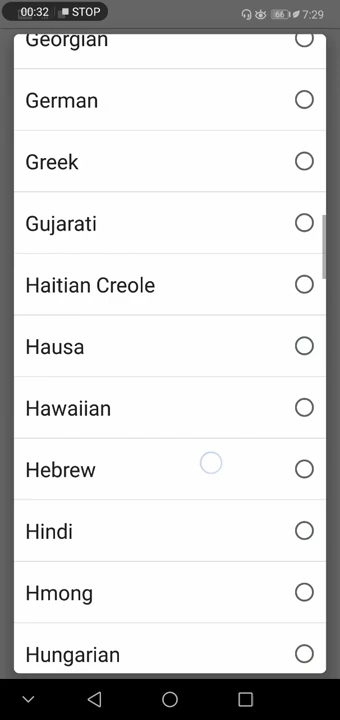 00:32 STOP
66 7:29
Georgian
German
Greek
Gujarati
Haitian Creole
Hausa
Hawaiian
Hebrew
Hindi
Hmong
Hungarian